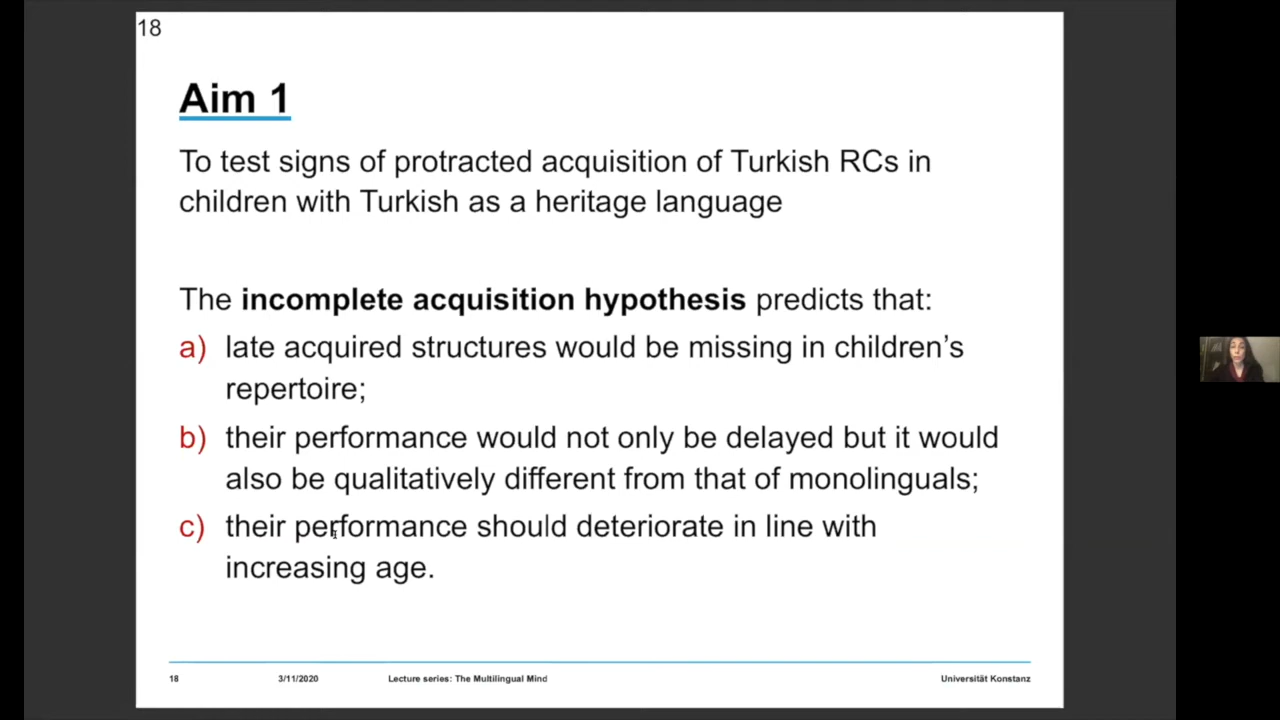 18
Aim 1
To test signs of protracted acquisition of Turkish RCs in
children with Turkish as a heritage language
The incomplete acquisition hypothesis predicts that:
a) late acquired structures would be missing in children’s
repertoire;
b) their performance would not only be delayed but it would
also be qualitatively different from that of monolinguals;
c) their performance should deteriorate in line with
increasing age.
18 3/11/2020 Lecture series: The Multilingual Mind Universität Konstanz